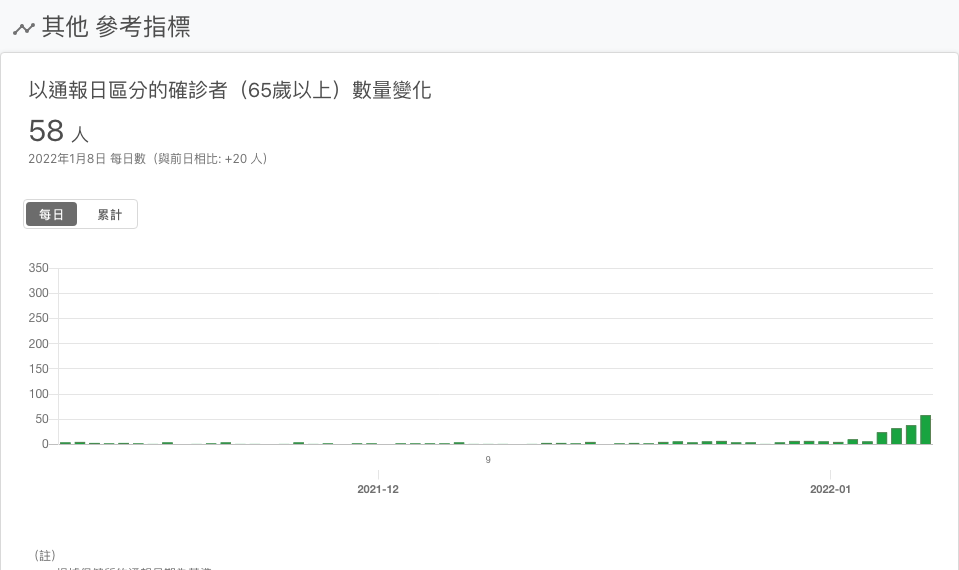 其他 參考指標
以通報日區分的確診者（65歲以上）數量變化
58 人
2022年1月8日 每日數（與前日相比: +20 人）
每日 累計
350
300
250
200
150
100
50
0
9
2021-12 2022-01
（註）